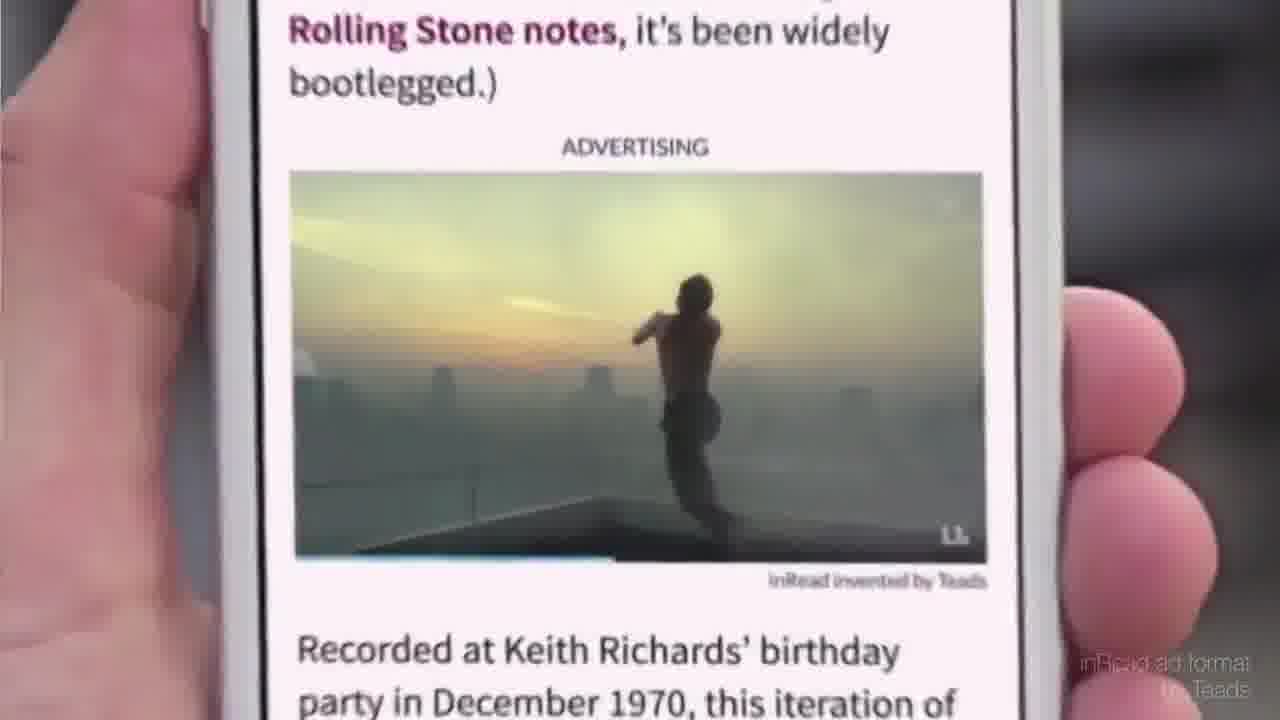 Rolling Stone notes, it's been widely
bootlegged.)
ADVERTISING
inRead invented by Teads
Recorded at Keith Richards' birthday
party in December 1970, this iteration of
inRead ad format
by Teads